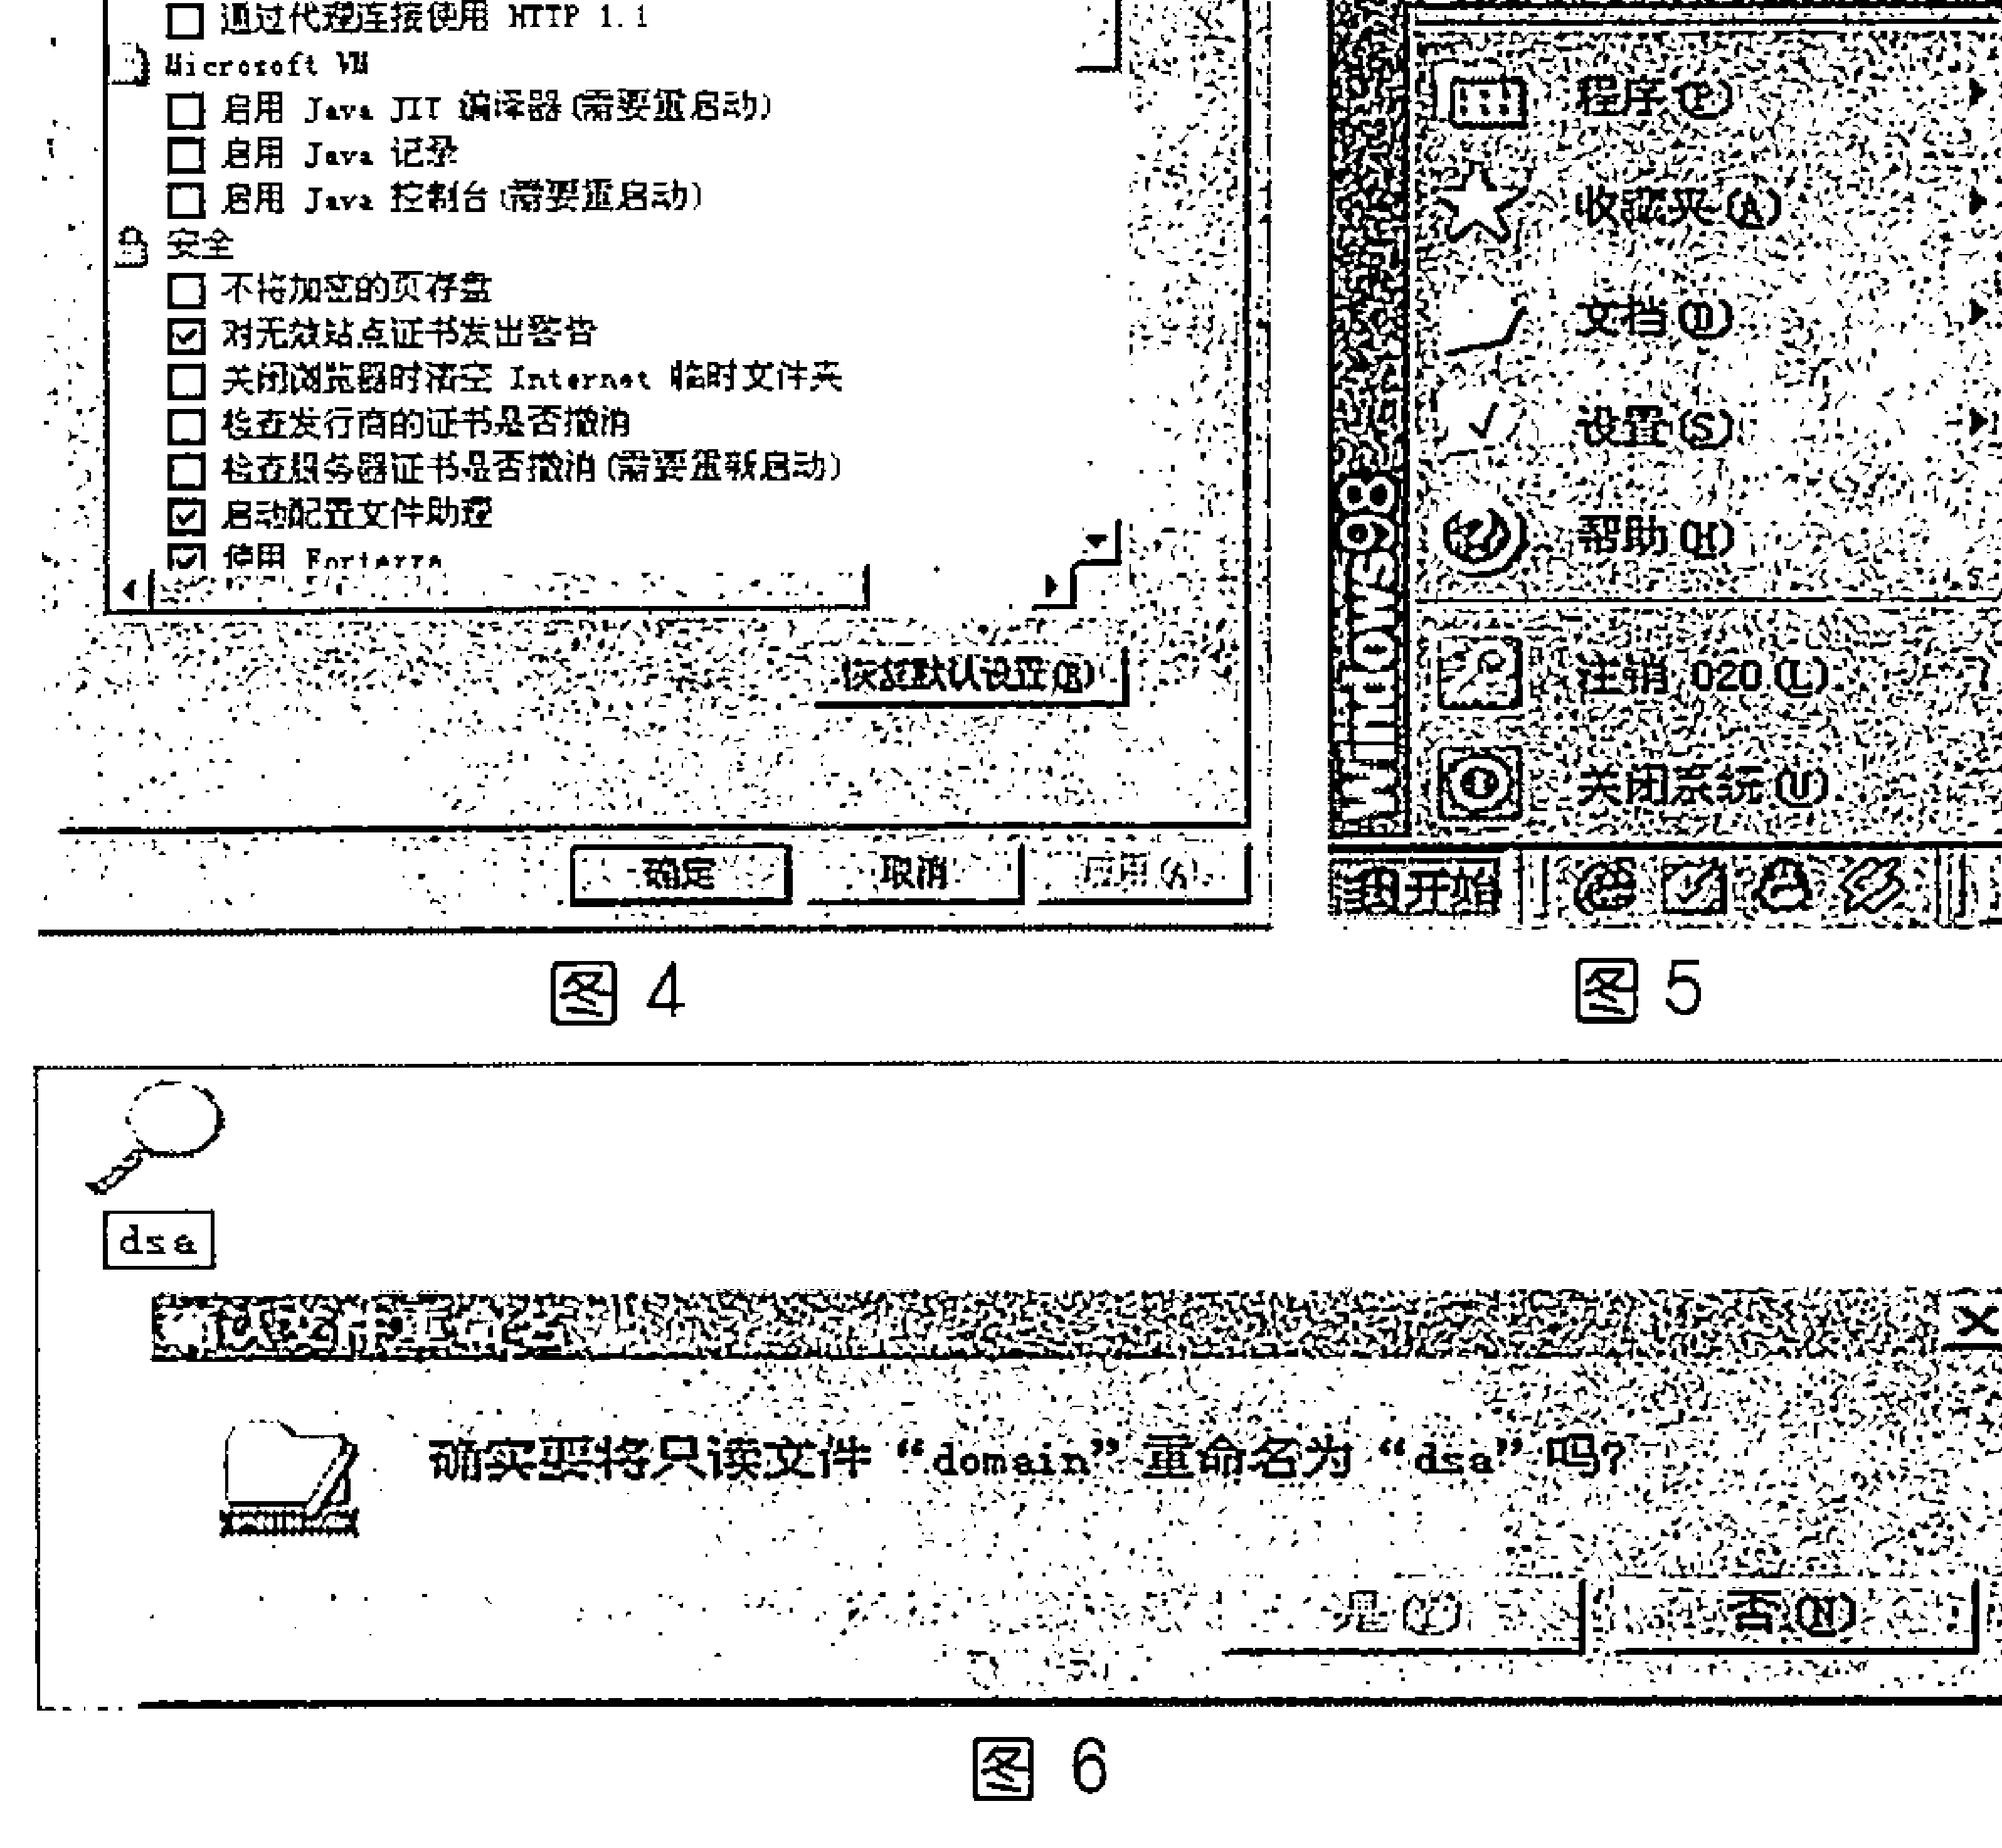 通过代理连接使用 HTTP 1.1
Microsoft VM
启用 Java JIT 编译器(需要重启动)
启用 Java 记录
启用 Java 控制台(需要重启动)
安全
不将加密的页存盘
对无效站点证书发出警告
关闭浏览器时清空 Internet 临时文件夹
检查发行商的证书是否撤消
检查服务器证书是否撤消(需要重新启动)
启动配置文件助理
使用 Fortezza
恢复默认设置(R)
确定
取消
应用(A)
图 4
Windows98
程序(P)
收藏夹(A)
文档(D)
设置(S)
帮助(H)
注销 020(L)
关闭系统(U)
开始
图 5
dsa
确认文件重命名
确实要将只读文件“domain”重命名为“dsa”吗?
是(Y)
否(N)
图 6